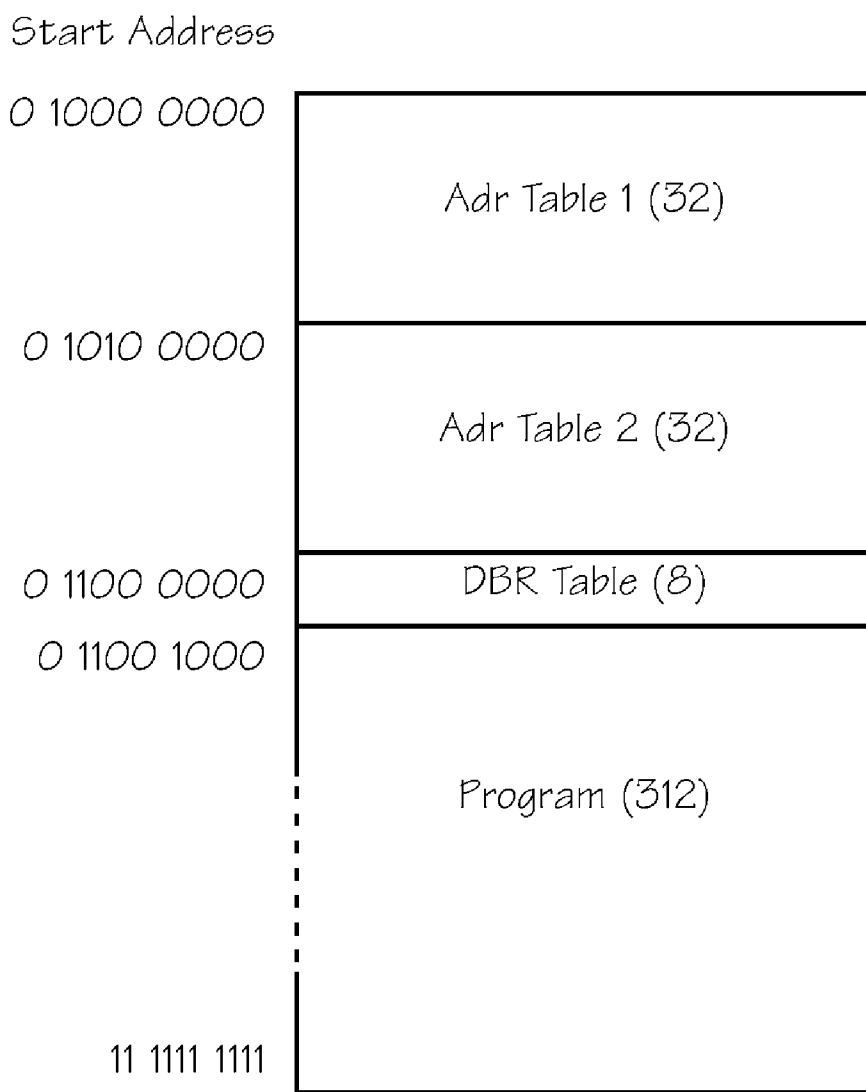 Start Address
0 1000 0000
Adr Table 1 (32)
0 1010 0000
Adr Table 2 (32)
0 1100 0000
DBR Table (8)
0 1100 1000
Program (312)
11 1111 1111